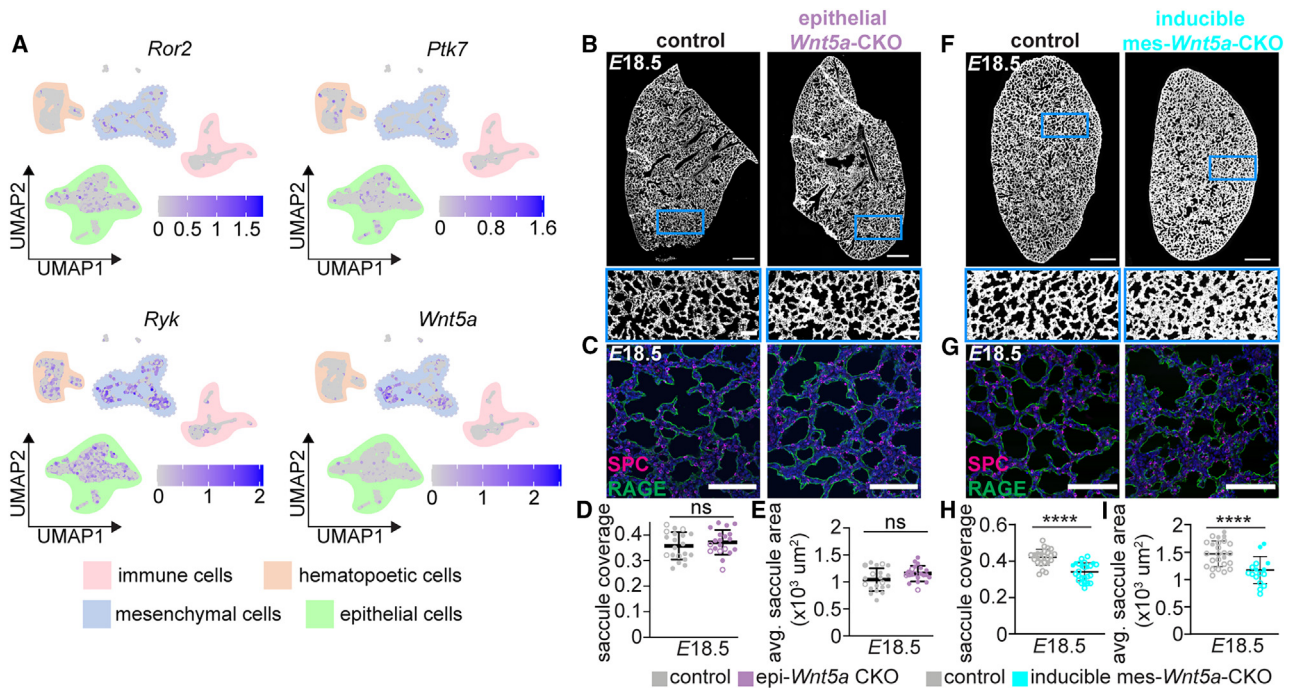 A
Ror2
Ptk7
UMAP2
UMAP1
0 0.5 1 1.5
UMAP2
UMAP1
0 0.8 1.6
Ryk
Wnt5a
UMAP2
UMAP1
0 1 2
UMAP2
UMAP1
0 1 2
immune cells
hematopoetic cells
mesenchymal cells
epithelial cells
B
control
epithelial
Wnt5a-CKO
E18.5
C
E18.5
SPC
RAGE
D
ns
saccule coverage
0.4
0.3
0.2
0.1
0
E18.5
E
ns
avg. saccule area
(x10³ um²)
2
1.5
1
0.5
0
E18.5
control
epi-Wnt5a CKO
F
control
inducible
mes-Wnt5a-CKO
E18.5
G
E18.5
SPC
RAGE
H
****
saccule coverage
0.6
0.4
0.2
0
E18.5
I
****
avg. saccule area
(x10³ um²)
2
1.5
1
0.5
0
E18.5
control
inducible mes-Wnt5a-CKO